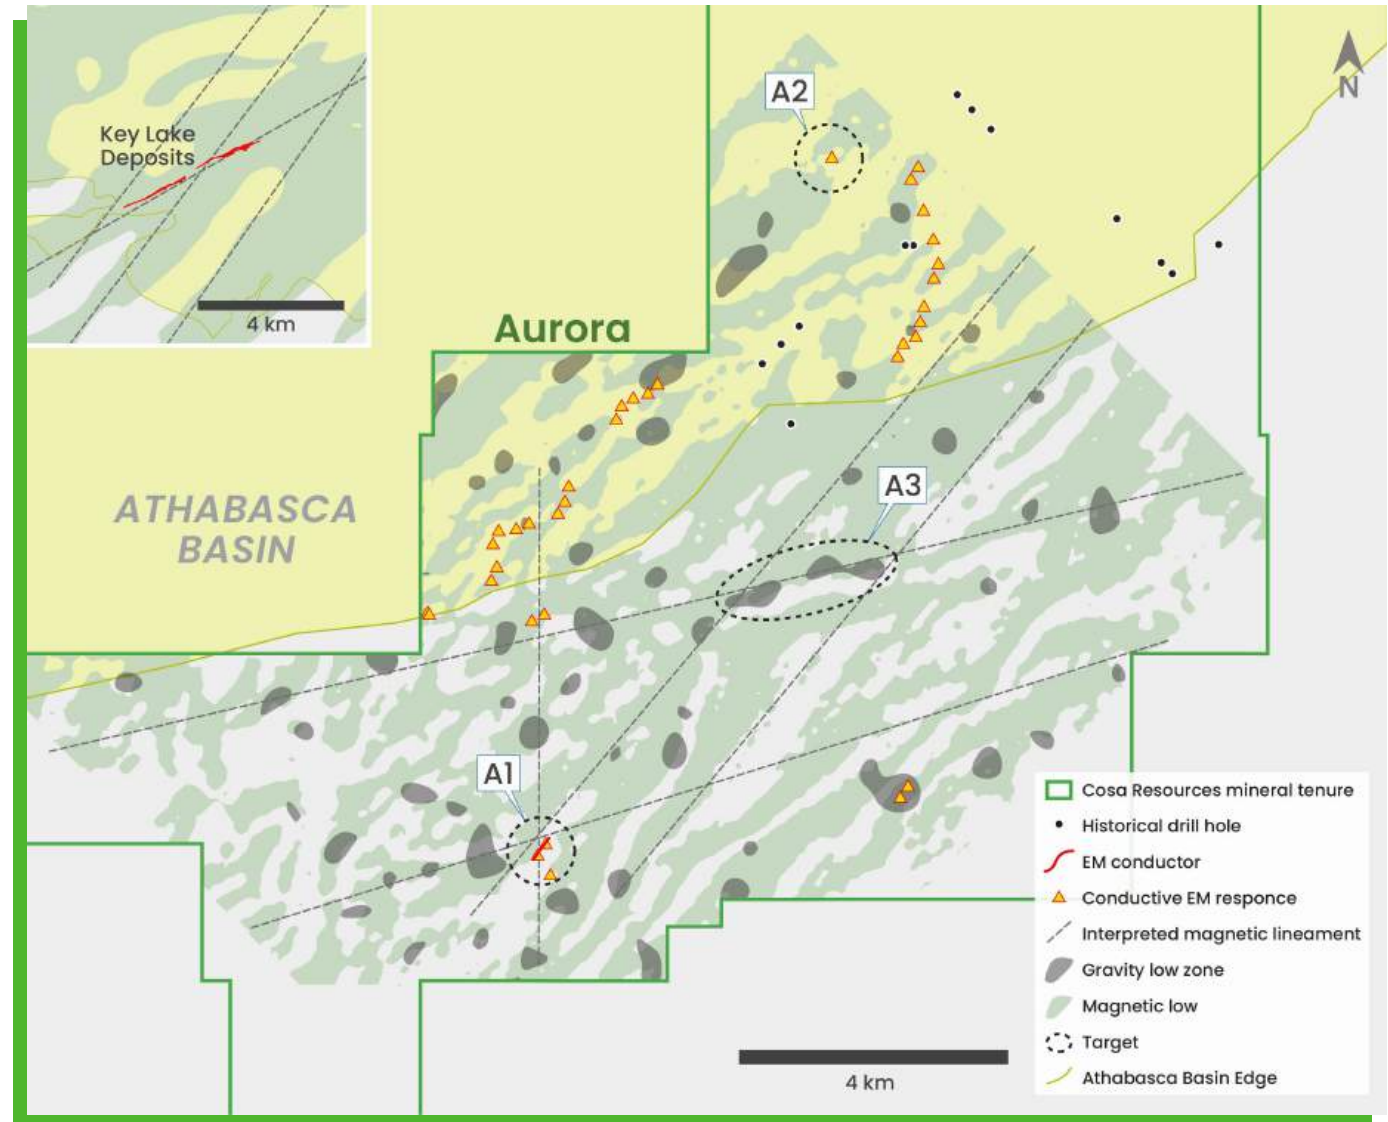 Key Lake
Deposits
4 km
A2
N
Aurora
ATHABASCA
BASIN
A3
A1
Cosa Resources mineral tenure
Historical drill hole
EM conductor
Conductive EM responce
Interpreted magnetic lineament
Gravity low zone
Magnetic low
Target
Athabasca Basin Edge
4 km